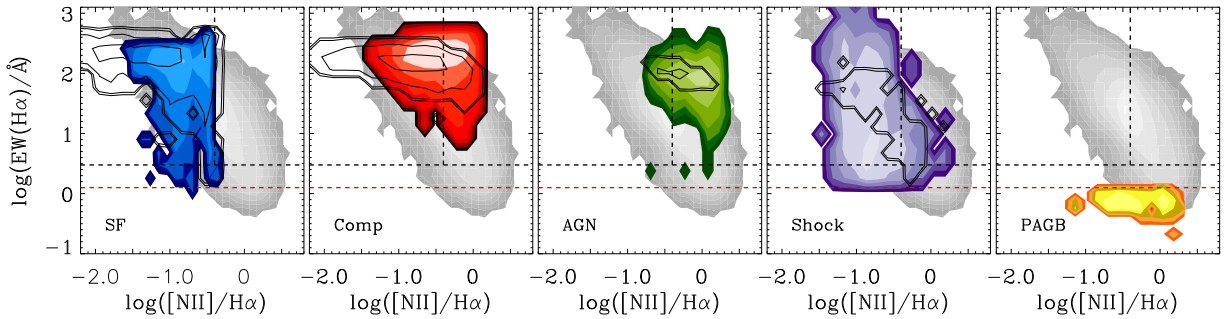 3
2
1
0
−1
log(EW(Hα)/Å)
SF
Comp
AGN
Shock
PAGB
−2.0 −1.0 0 −2.0 −1.0 0 −2.0 −1.0 0 −2.0 −1.0 0 −2.0 −1.0 0
log([NII]/Hα) log([NII]/Hα) log([NII]/Hα) log([NII]/Hα) log([NII]/Hα)